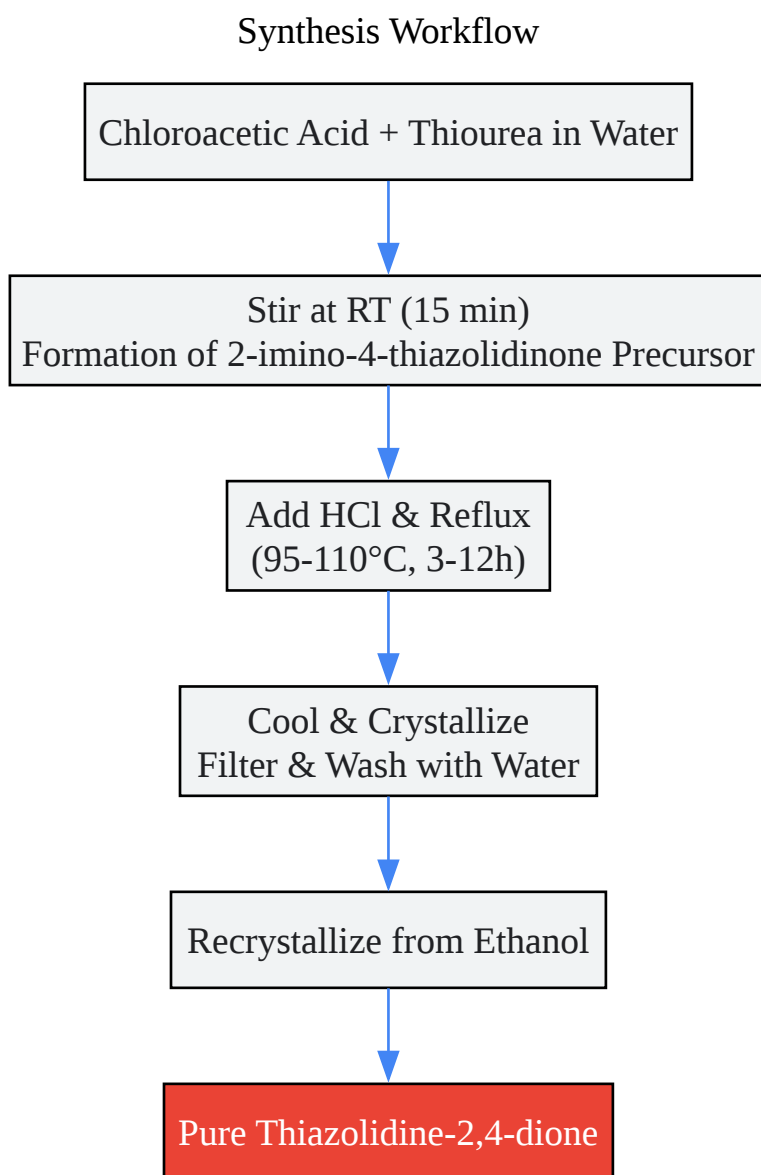 Synthesis Workflow
Chloroacetic Acid + Thiourea in Water
Stir at RT (15 min)
Formation of 2-imino-4-thiazolidinone Precursor
Add HCl & Reflux
(95-110°C, 3-12h)
Cool & Crystallize
Filter & Wash with Water
Recrystallize from Ethanol
Pure Thiazolidine-2,4-dione